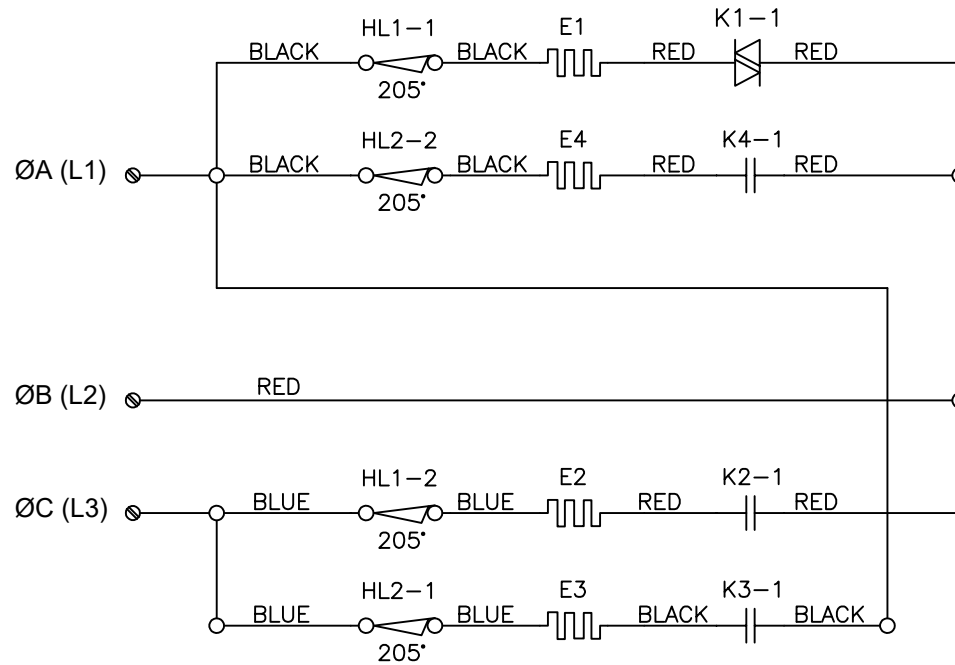 HL1-1 E1 K1-1
BLACK BLACK RED RED
205°
HL2-2 E4 K4-1
ØA (L1) BLACK BLACK RED RED
205°
ØB (L2) RED
HL1-2 E2 K2-1
ØC (L3) BLUE BLUE RED RED
205°
HL2-1 E3 K3-1
BLUE BLUE BLACK BLACK
205°